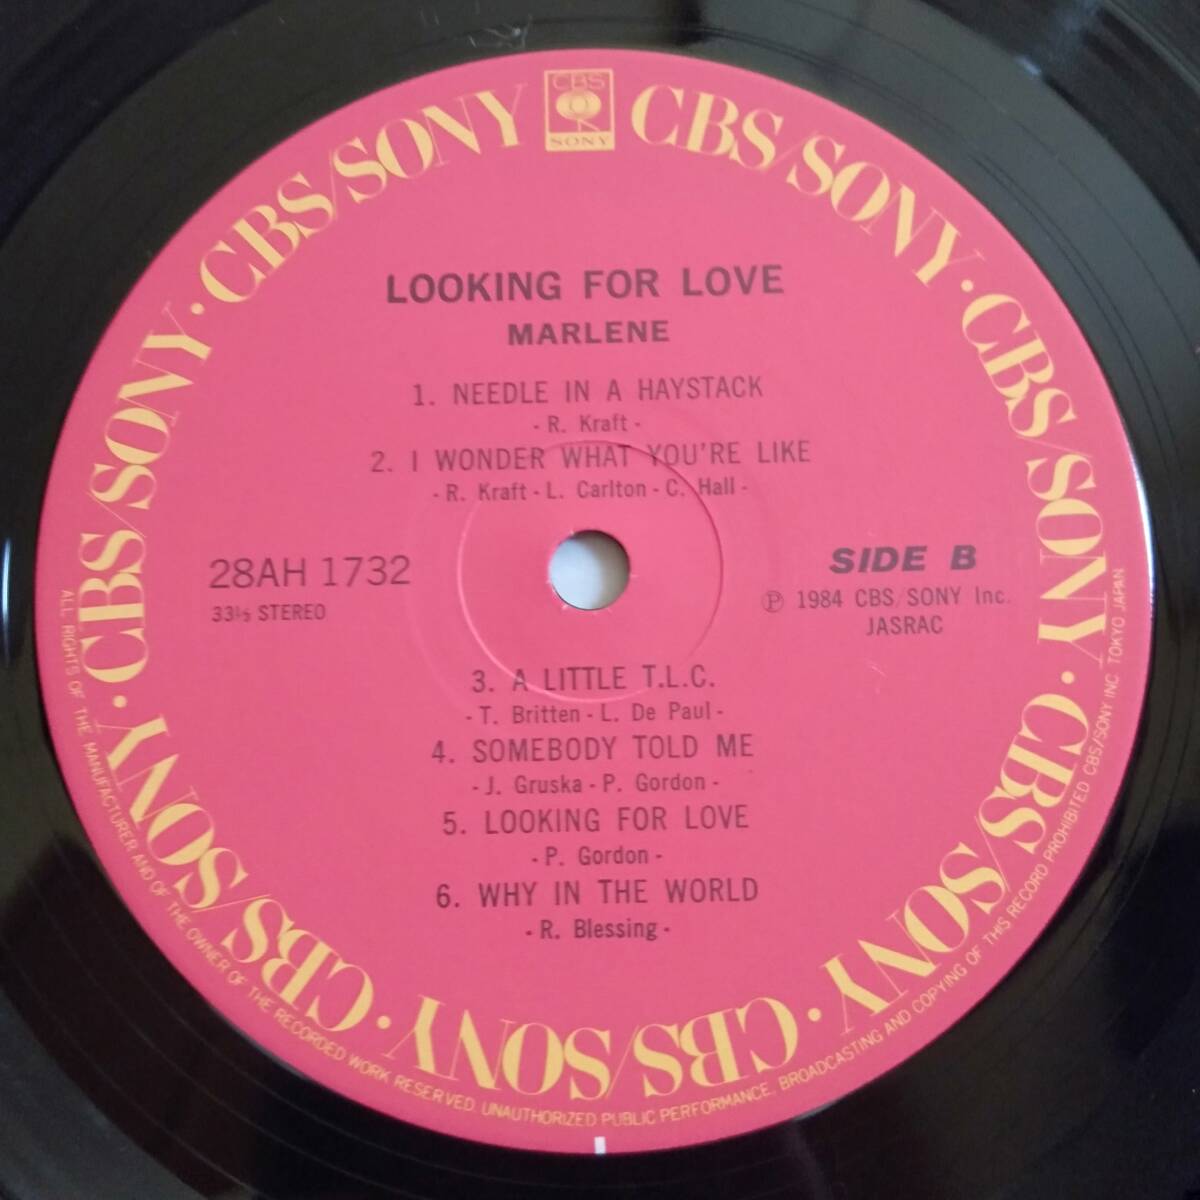 CBS/SONY · CBS/SONY · CBS/SONY · CBS/SONY · CBS/SONY · CBS/SONY · CBS/SONY · CBS/SONY
CBS
SONY
LOOKING FOR LOVE
MARLENE
1. NEEDLE IN A HAYSTACK
- R. Kraft -
2. I WONDER WHAT YOU'RE LIKE
- R. Kraft - L. Carlton - C. Hall -
28AH 1732
33⅓ STEREO
SIDE B
Ⓟ 1984 CBS/SONY Inc.
JASRAC
3. A LITTLE T.L.C.
- T. Britten - L. De Paul -
4. SOMEBODY TOLD ME
- J. Gruska - P. Gordon -
5. LOOKING FOR LOVE
- P. Gordon -
6. WHY IN THE WORLD
- R. Blessing -
ALL RIGHTS OF THE MANUFACTURER AND OF THE OWNER OF THE RECORDED WORK RESERVED. UNAUTHORIZED PUBLIC PERFORMANCE, BROADCASTING AND COPYING OF THIS RECORD PROHIBITED CBS/SONY INC TOKYO JAPAN